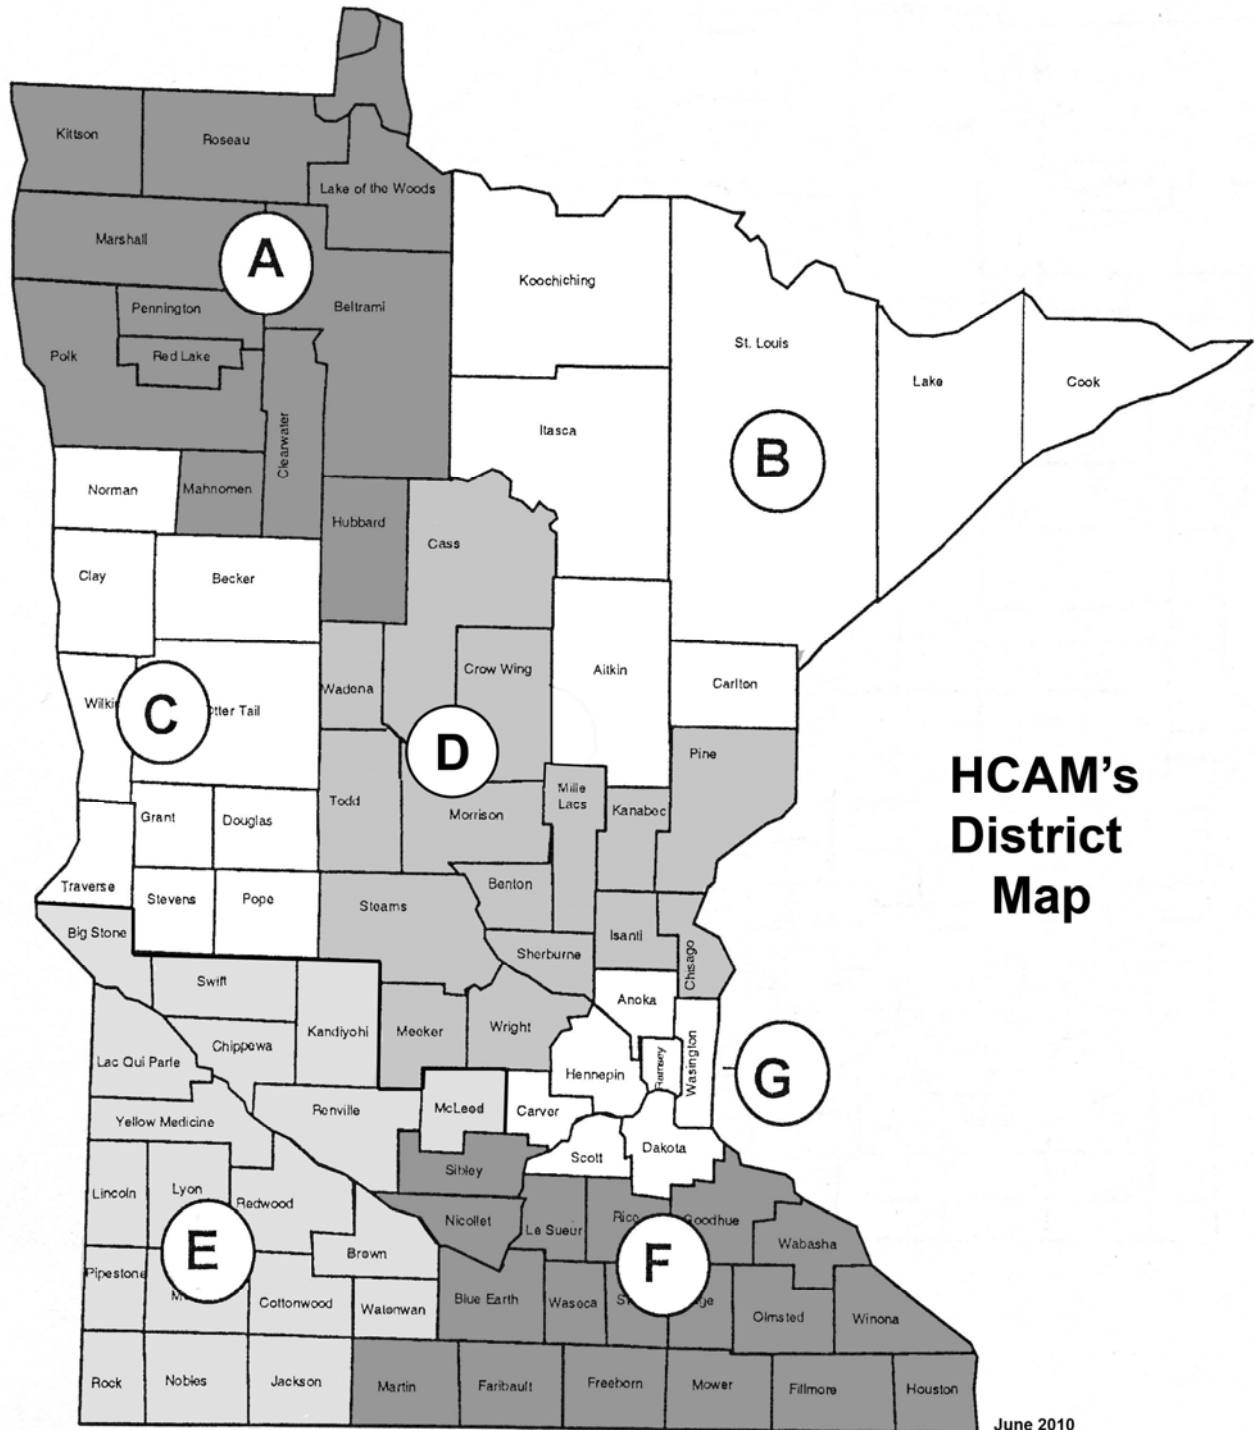 Kittson
Roseau
Lake of the Woods
Marshall
A
Koochiching
Pennington
Beltrami
St. Louis
Polk
Red Lake
Lake
Cook
Clearwater
Itasca
B
Norman
Mahnomen
Hubbard
Cass
Clay
Becker
Crow Wing
Aitkin
Carlton
Wadena
C
D
Pine
HCAM's
District
Map
Todd
Mille
Lacs
Kanabec
Grant
Douglas
Morrison
Traverse
Stevens
Pope
Benton
Stearns
Big Stone
Isanti
Sherburne
Chisago
Swift
Anoka
Kandiyohi
Meeker
Wright
Chippewa
Lac Qui Parle
Hennepin
Ramsey
Wasington
G
Yellow Medicine
Renville
McLeod
Carver
Scott
Dakota
Sibley
Lincoln
Lyon
Redwood
Nicollet
Le Sueur
Rice
Goodhue
Wabasha
E
F
Brown
Pipestone
Cottonwood
Watonwan
Blue Earth
Waseca
Olmsted
Winona
Rock
Nobles
Jackson
Martin
Faribault
Freeborn
Mower
Fillmore
Houston
June 2010